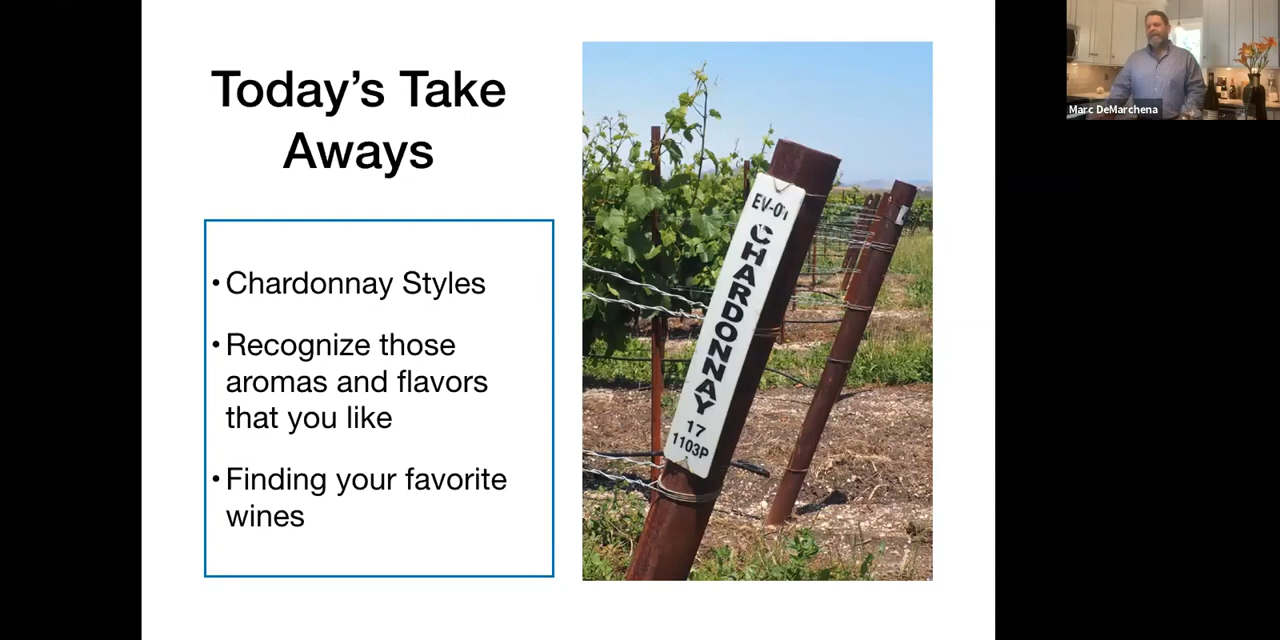 Today's Take
Aways
• Chardonnay Styles
• Recognize those
aromas and flavors
that you like
• Finding your favorite
wines
EV-01
CHARDONNAY
17
1103P
Marc DeMarchena